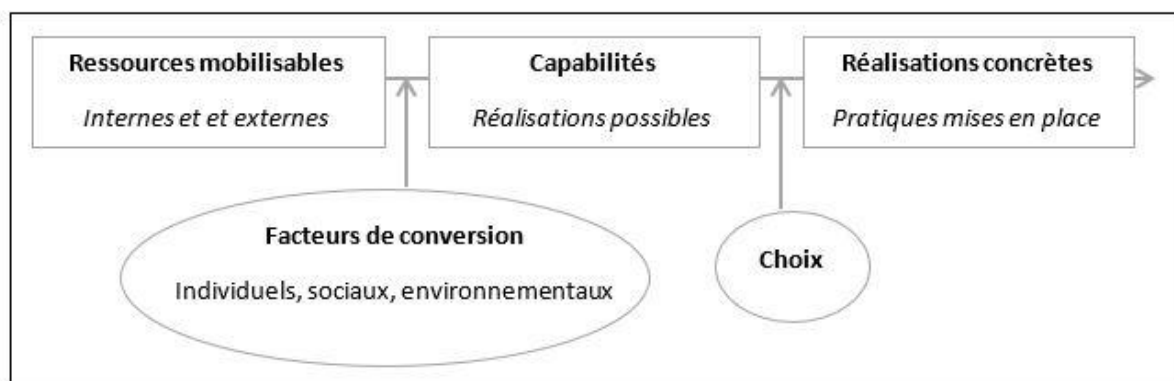 Ressources mobilisables
Internes et et externes
Capabilités
Réalisations possibles
Réalisations concrètes
Pratiques mises en place
Facteurs de conversion
Individuels, sociaux, environnementaux
Choix